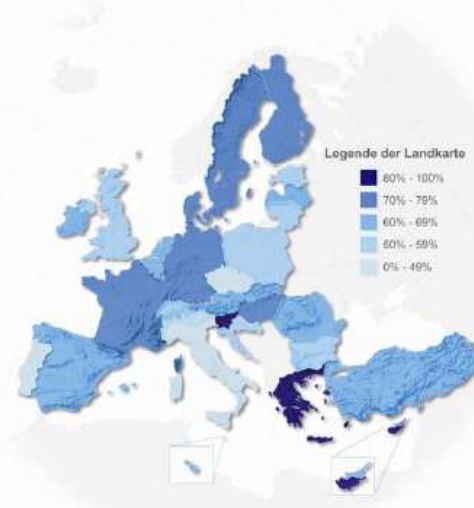 Legende der Landkarte
80% - 100%
70% - 79%
60% - 69%
50% - 59%
0% - 49%